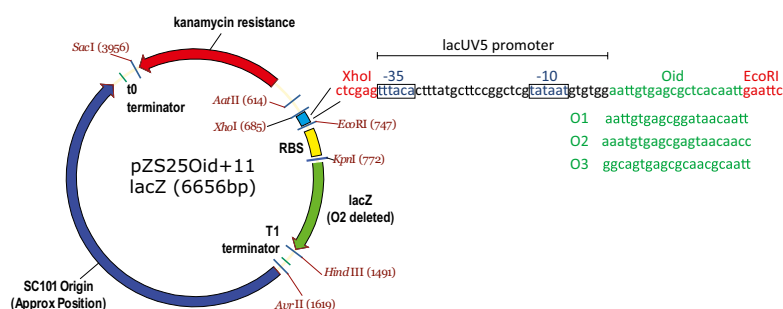 kanamycin resistance
SacI (3956)
t0
terminator
AatII (614)
XhoI (685)
EcoRI (747)
RBS
KpnI (772)
pZS25Oid+11
lacZ (6656bp)
lacZ
(O2 deleted)
T1
terminator
HindIII (1491)
AvrII (1619)
SC101 Origin
(Approx Position)
lacUV5 promoter
XhoI -35 -10 Oid EcoRI
ctcgagtttacactttatgcttccggctcgtataatgtgtggaattgtgagcgctcacaattgaattc
O1 aattgtgagcggataacaatt
O2 aaatgtgagcgagtaacaacc
O3 ggcagtgagcgcaacgcaatt